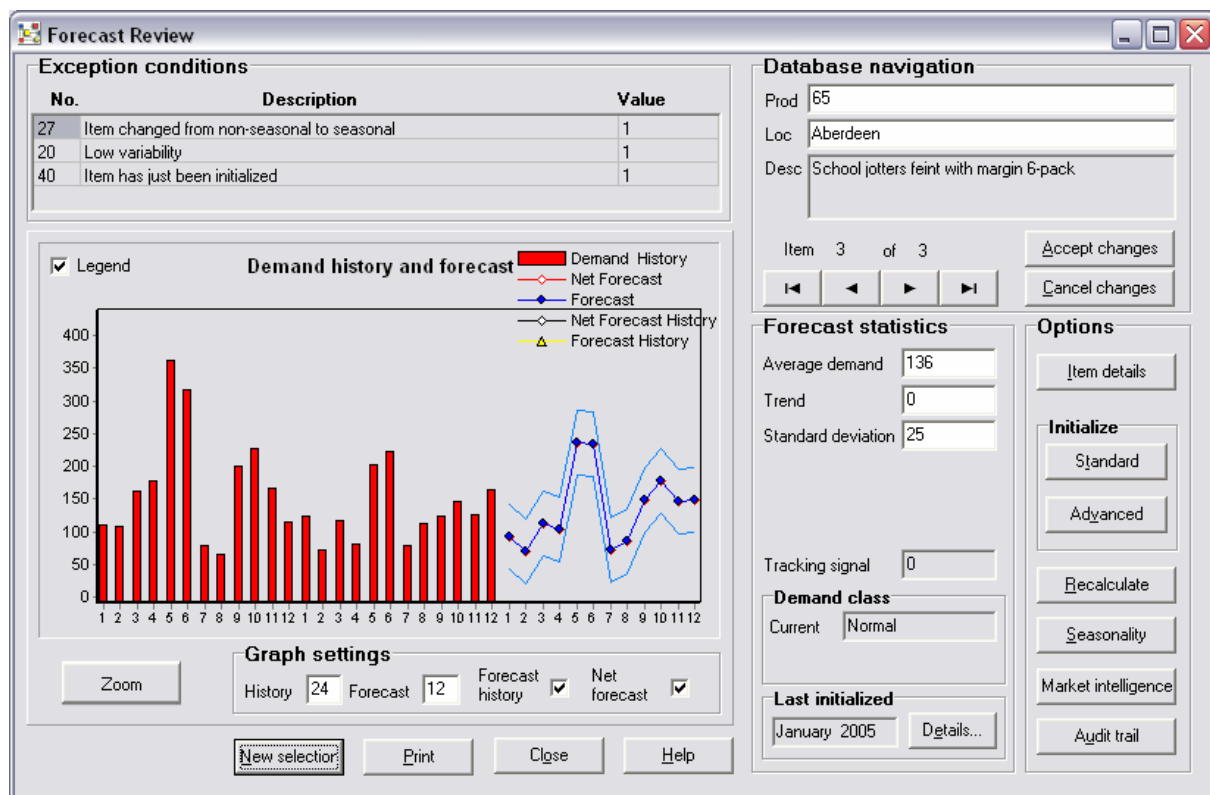 Forecast Review
Exception conditions
No. Description Value
27 Item changed from non-seasonal to seasonal 1
20 Low variability 1
40 Item has just been initialized 1
Database navigation
Prod 65
Loc Aberdeen
Desc School jotters feint with margin 6-pack
Item 3 of 3
Accept changes
Cancel changes
Legend
Demand history and forecast
Demand History
Net Forecast
Forecast
Net Forecast History
Forecast History
400
350
300
250
200
150
100
50
0
1 2 3 4 5 6 7 8 9 10 11 12 1 2 3 4 5 6 7 8 9 10 11 12 1 2 3 4 5 6 7 8 9 10 11 12
Zoom
Graph settings
History 24 Forecast 12 Forecast history Net forecast
New selection
Print
Close
Help
Forecast statistics
Average demand 136
Trend 0
Standard deviation 25
Tracking signal 0
Demand class
Current Normal
Last initialized
January 2005 Details...
Options
Item details
Initialize
Standard
Advanced
Recalculate
Seasonality
Market intelligence
Audit trail